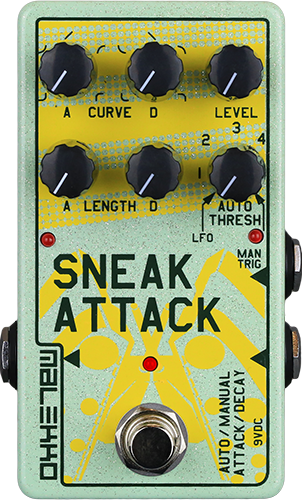 A CURVE D
LEVEL
3
2
4
1
A LENGTH D
AUTO
THRESH
LFO
MAN
TRIG
SNEAK
ATTACK
MALEKKO
AUTO/MANUAL
ATTACK/DECAY
9VDC